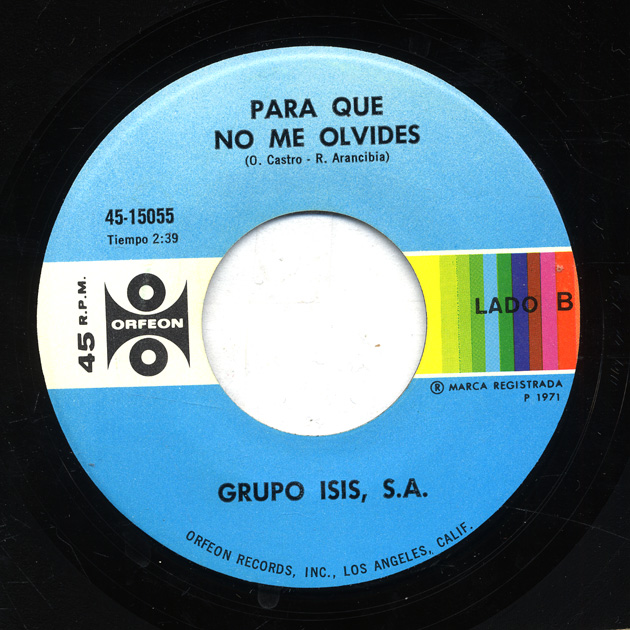 PARA QUE
NO ME OLVIDES
(O. Castro - R. Arancibia)
45-15055
Tiempo 2:39
45 R.P.M.
ORFEON
LADO B
® MARCA REGISTRADA
P 1971
GRUPO ISIS, S.A.
ORFEON RECORDS, INC., LOS ANGELES, CALIF.